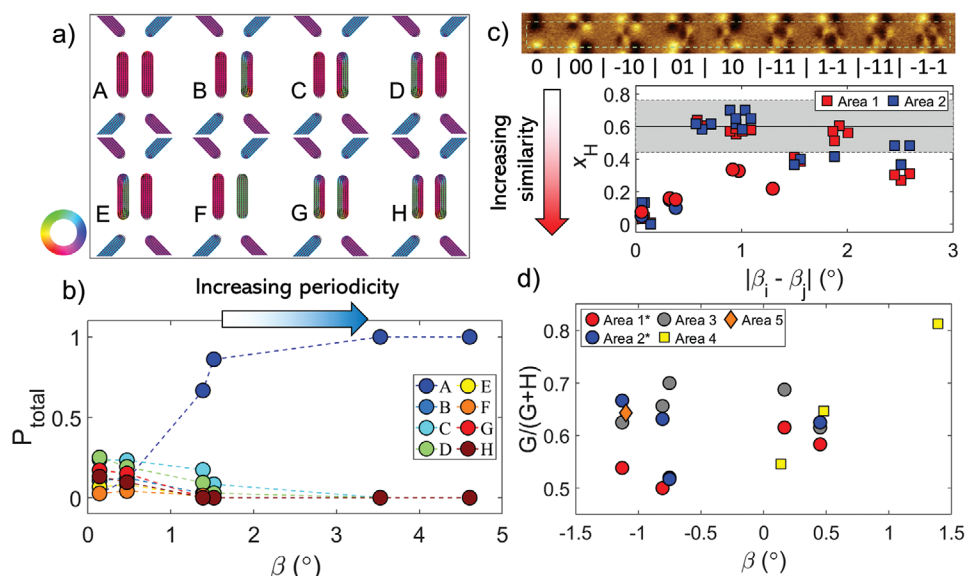 a)
A B C D
E F G H
b)
Increasing periodicity
P_total
1
0.5
0
A E
B F
C G
D H
0 1 2 3 4 5
β (°)
c)
0 | 00 | -10 | 01 | 10 | -11 | 1-1 | -11 | -1-1
Increasing
similarity
Area 1 Area 2
x_H
0.8
0.6
0.4
0.2
0
0 1 2 3
|β_i - β_j| (°)
d)
Area 1* Area 3 Area 5
Area 2* Area 4
G/(G+H)
0.8
0.7
0.6
0.5
-1.5 -1 -0.5 0 0.5 1 1.5
β (°)